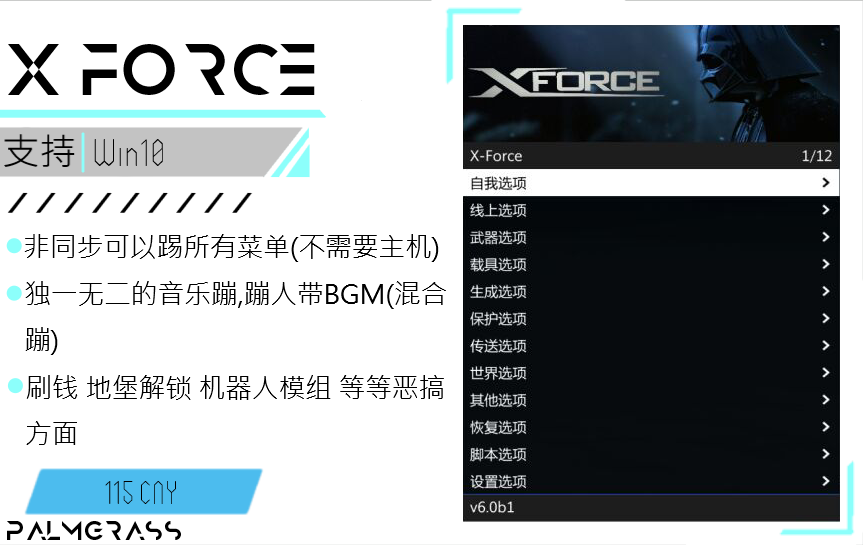 X FORCE
支持 Win10
非同步可以踢所有菜单(不需要主机)
独一无二的音乐蹦,蹦人带BGM(混合
蹦)
刷钱 地堡解锁 机器人模组 等等恶搞
方面
115 CNY
PALMGRASS
XFORCE
X-Force 1/12
自我选项
线上选项
武器选项
载具选项
生成选项
保护选项
传送选项
世界选项
其他选项
恢复选项
脚本选项
设置选项
v6.0b1